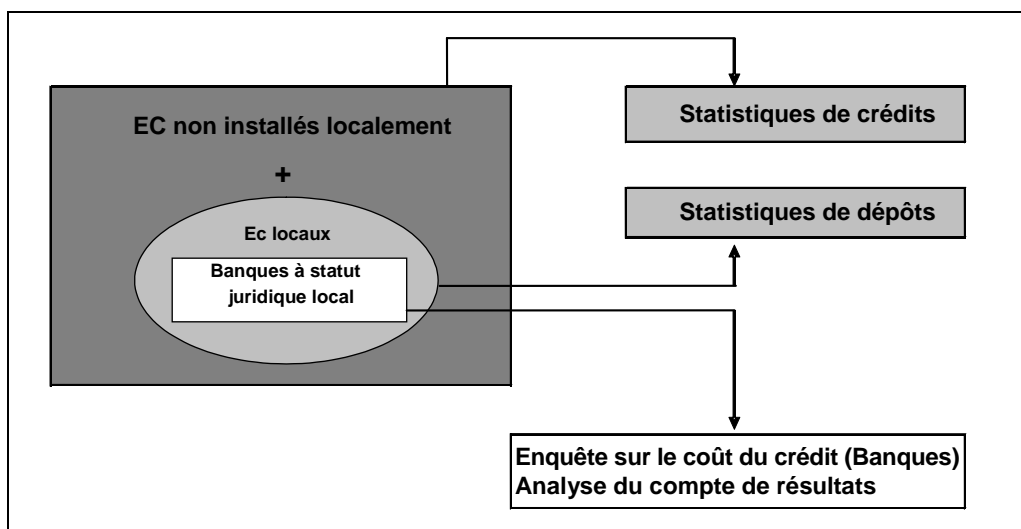 EC non installés localement
+
Ec locaux
Banques à statut
juridique local
Statistiques de crédits
Statistiques de dépôts
Enquête sur le coût du crédit (Banques)
Analyse du compte de résultats